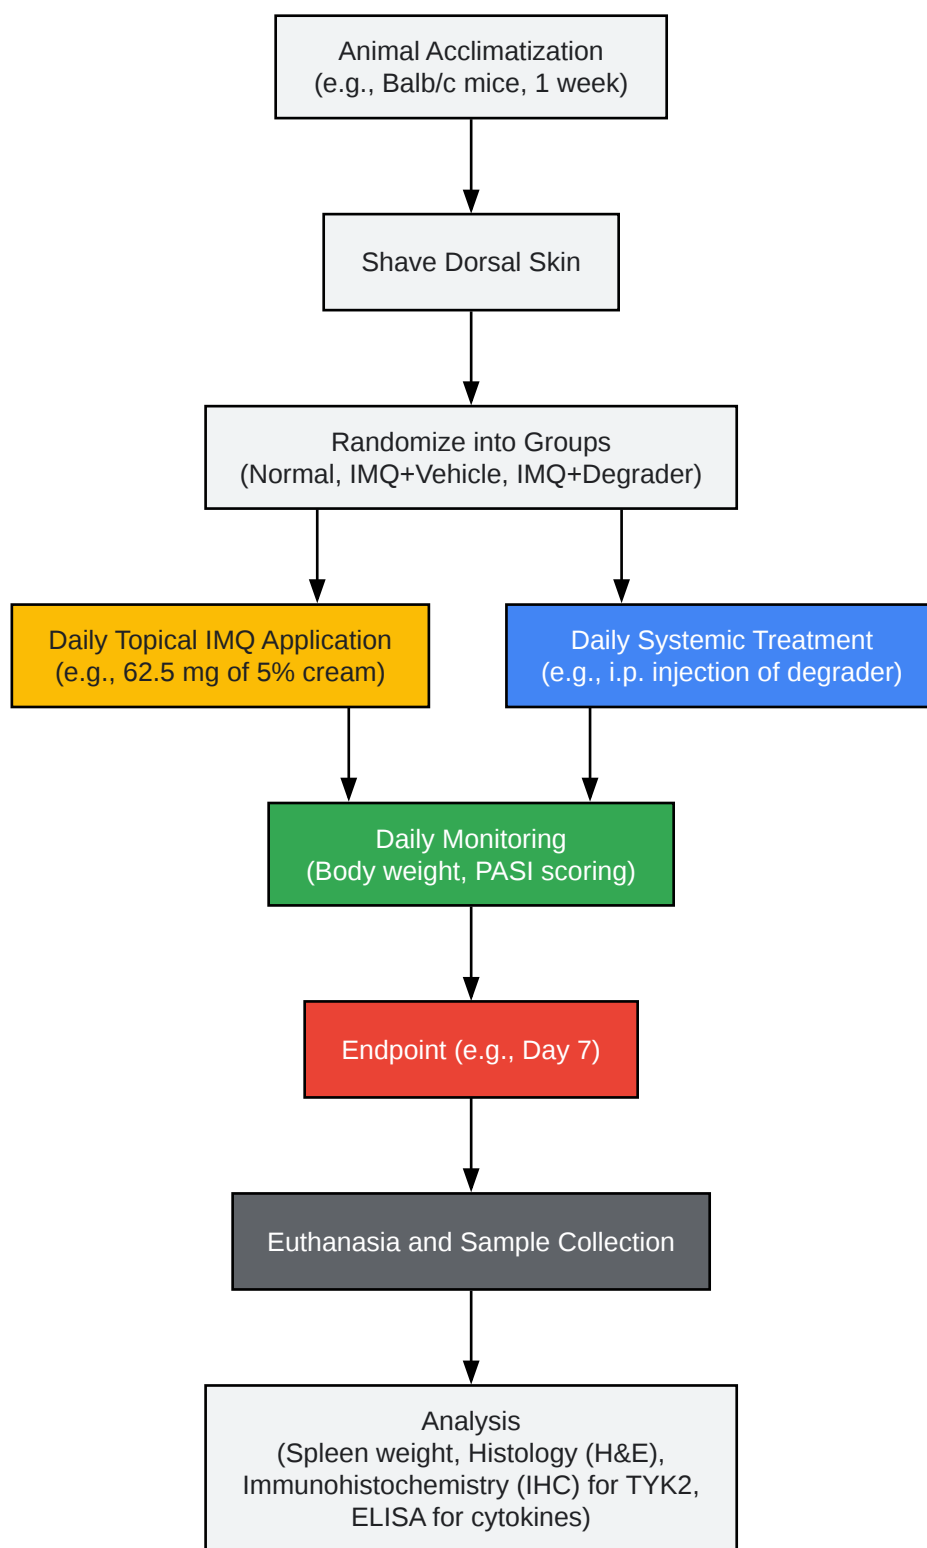 Animal Acclimatization
(e.g., Balb/c mice, 1 week)
Shave Dorsal Skin
Randomize into Groups
(Normal, IMQ+Vehicle, IMQ+Degrader)
Daily Topical IMQ Application
(e.g., 62.5 mg of 5% cream)
Daily Systemic Treatment
(e.g., i.p. injection of degrader)
Daily Monitoring
(Body weight, PASI scoring)
Endpoint (e.g., Day 7)
Euthanasia and Sample Collection
Analysis
(Spleen weight, Histology (H&E),
Immunohistochemistry (IHC) for TYK2,
ELISA for cytokines)